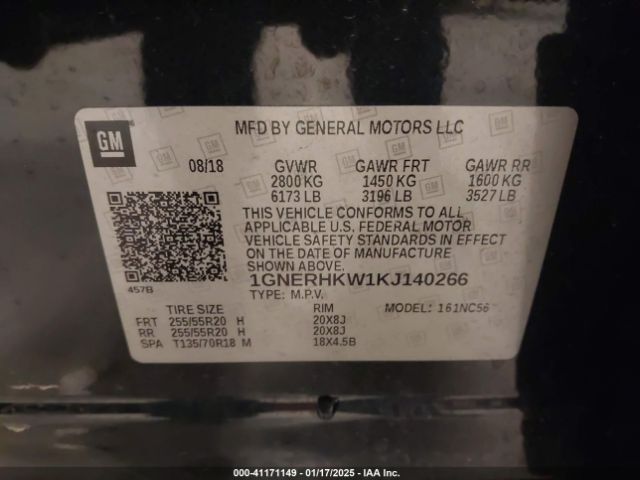 GM
MFD BY GENERAL MOTORS LLC
08/18 GVWR GAWR FRT GAWR RR
2800 KG 1450 KG 1600 KG
6173 LB 3196 LB 3527 LB
THIS VEHICLE CONFORMS TO ALL
APPLICABLE U.S. FEDERAL MOTOR
VEHICLE SAFETY STANDARDS IN EFFECT
ON THE DATE OF MANUFACTURE
SHOWN ABOVE.
457B
1GNERHKW1KJ140266
TYPE: M.P.V. MODEL: 161NC56
TIRE SIZE RIM
FRT 255/55R20 H 20X8J
RR 255/55R20 H 20X8J
SPA T135/70R18 M 18X4.5B
000-41171149 - 01/17/2025 - IAA Inc.